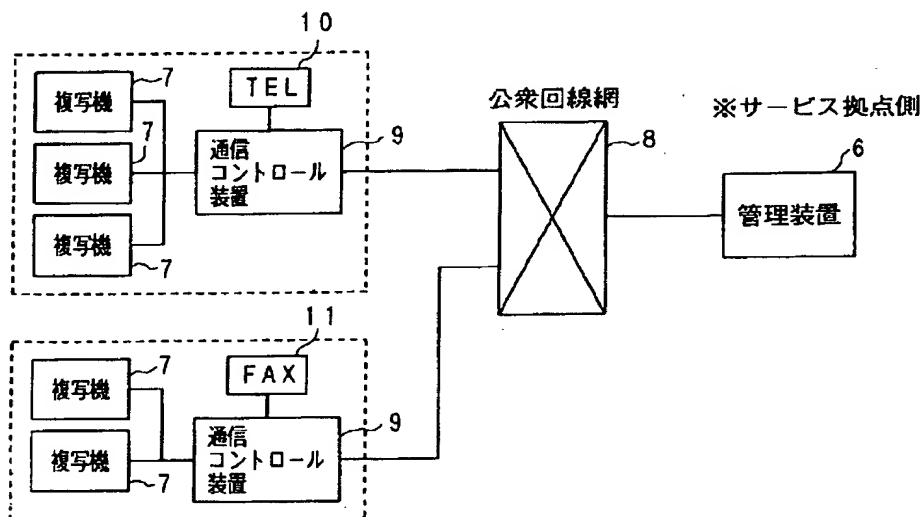 10
7
複写機
TEL
7
複写機
通信
コントロール
装置
9
7
複写機
公衆回線網
8
※サービス拠点側
6
管理装置
11
7
複写機
FAX
7
複写機
通信
コントロール
装置
9